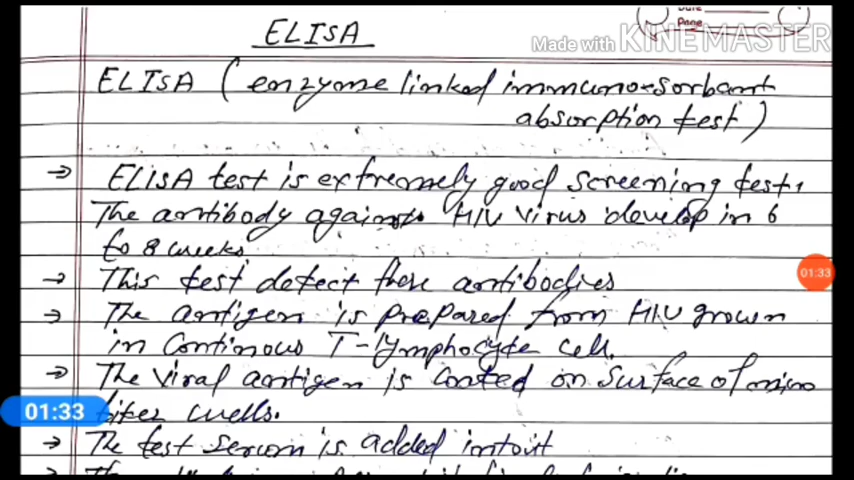 ELISA
Date
Page
Made with KINEMASTER
ELISA (enzyme linked immuno-sorbant
absorption test)
→ ELISA test is extremely good screening test,
The antibody against HIV virus develop in 6
to 8 weeks.
→ This test detect these antibodies
01:33
→ The antigen is prepared from HIV grown
in continous T-lymphocyte cell.
→ The viral antigen is coated on surface of micro
titer wells.
01:33
→ The test serum is added into it